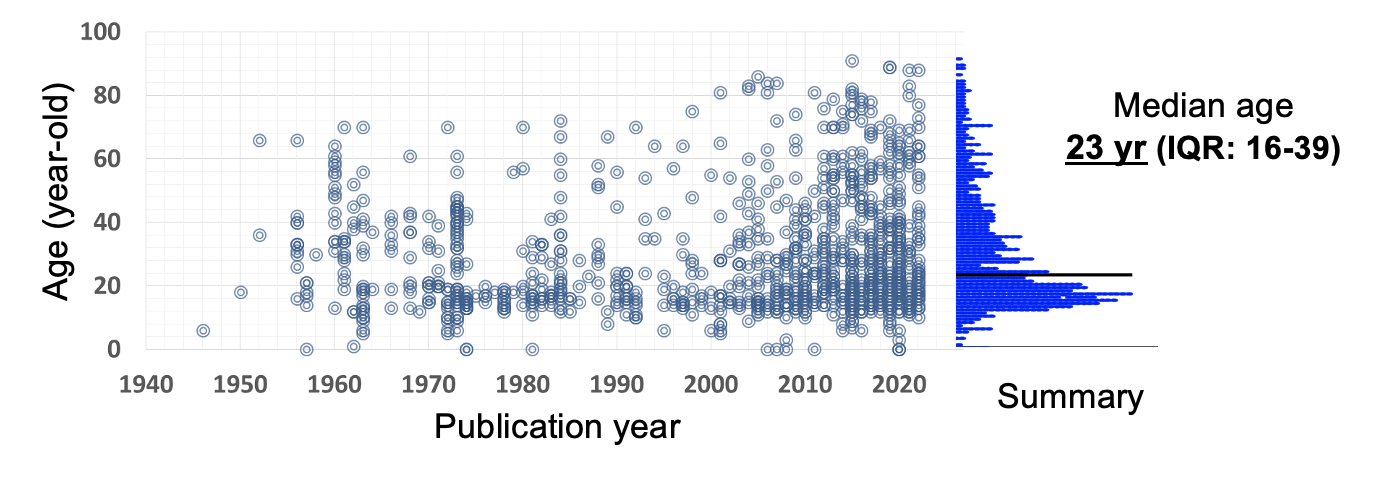 100
80
60
40
20
0
Age (year-old)
1940 1950 1960 1970 1980 1990 2000 2010 2020
Publication year
Median age
23 yr (IQR: 16-39)
Summary